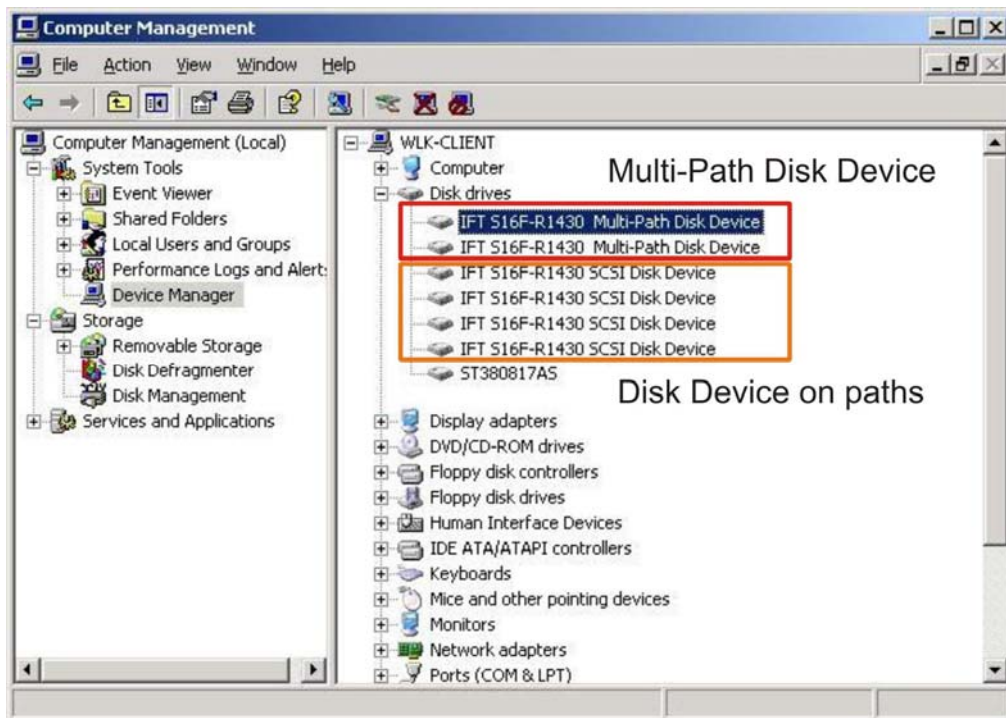 Computer Management
File Action View Window Help
Computer Management (Local)
System Tools
Event Viewer
Shared Folders
Local Users and Groups
Performance Logs and Alert:
Device Manager
Storage
Removable Storage
Disk Defragmenter
Disk Management
Services and Applications
WLK-CLIENT
Computer
Multi-Path Disk Device
Disk drives
IFT S16F-R1430 Multi-Path Disk Device
IFT S16F-R1430 Multi-Path Disk Device
IFT S16F-R1430 SCSI Disk Device
IFT S16F-R1430 SCSI Disk Device
IFT S16F-R1430 SCSI Disk Device
IFT S16F-R1430 SCSI Disk Device
ST380817AS
Disk Device on paths
Display adapters
DVD/CD-ROM drives
Floppy disk controllers
Floppy disk drives
Human Interface Devices
IDE ATA/ATAPI controllers
Keyboards
Mice and other pointing devices
Monitors
Network adapters
Ports (COM & LPT)